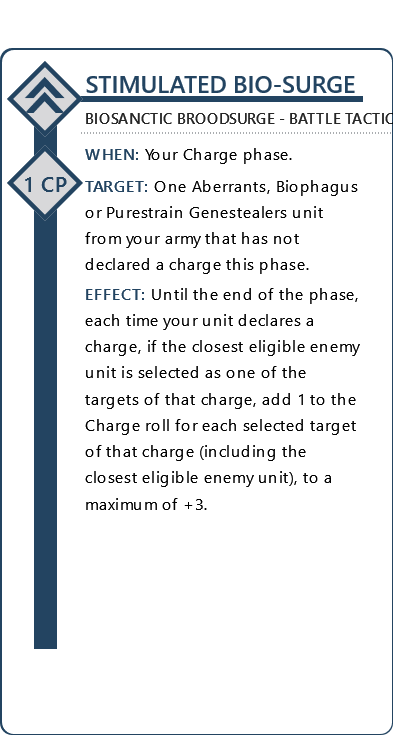 STIMULATED BIO-SURGE
BIOSANCTIC BROODSURGE - BATTLE TACTIC
WHEN: Your Charge phase.
1 CP
TARGET: One Aberrants, Biophagus
or Purestrain Genestealers unit
from your army that has not
declared a charge this phase.
EFFECT: Until the end of the phase,
each time your unit declares a
charge, if the closest eligible enemy
unit is selected as one of the
targets of that charge, add 1 to the
Charge roll for each selected target
of that charge (including the
closest eligible enemy unit), to a
maximum of +3.